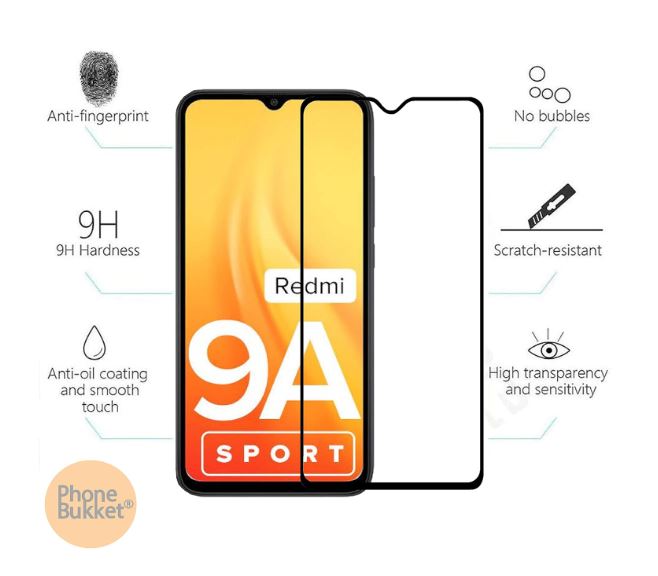 Anti-fingerprint
No bubbles
9H
9H Hardness
Scratch-resistant
Redmi
9A
SPORT
Anti-oil coating
and smooth
touch
High transparency
and sensitivity
Phone
Bukket®